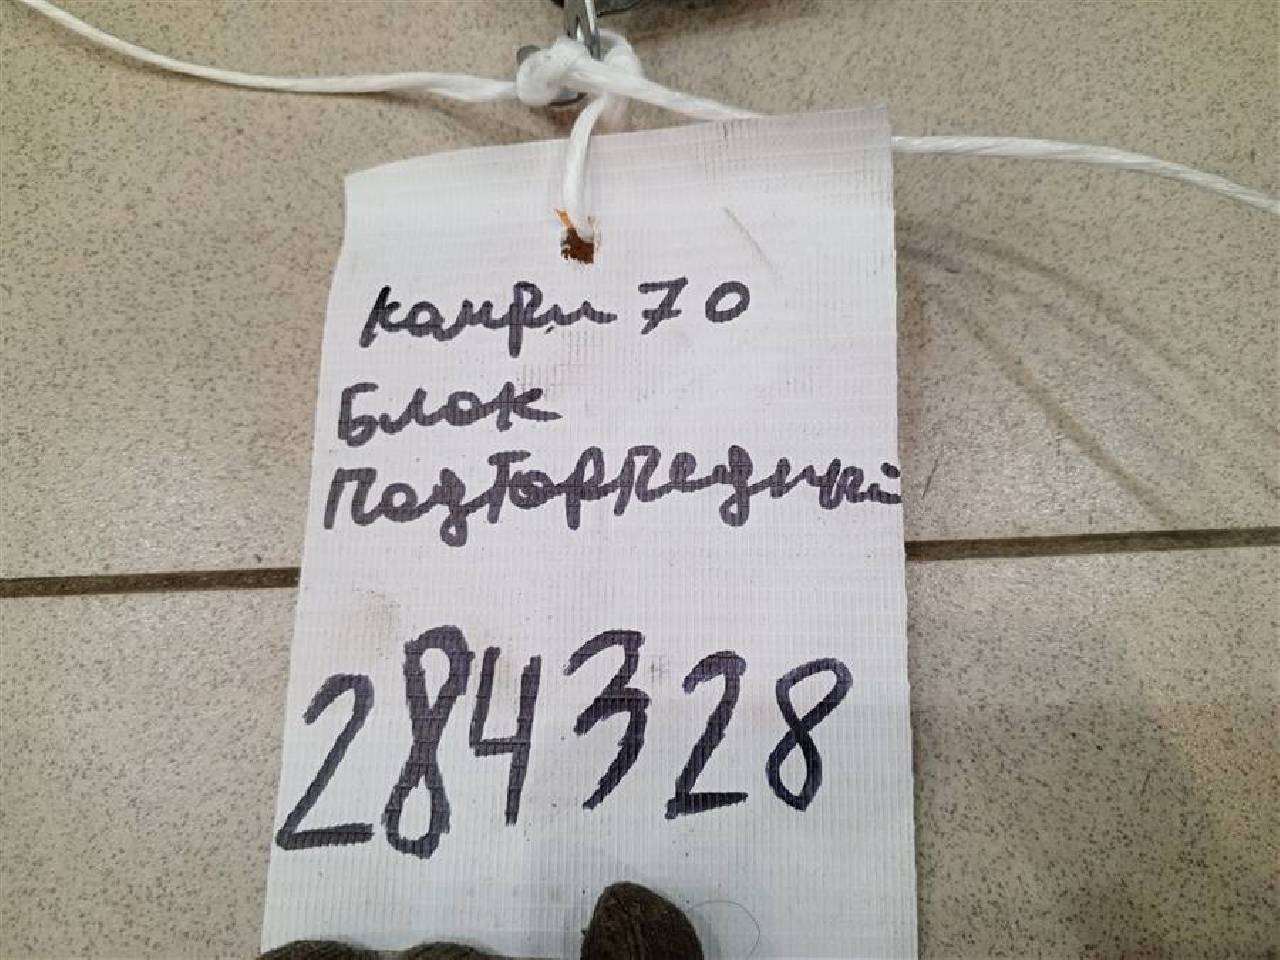 камри 70
Блок
Подторпедный
284328